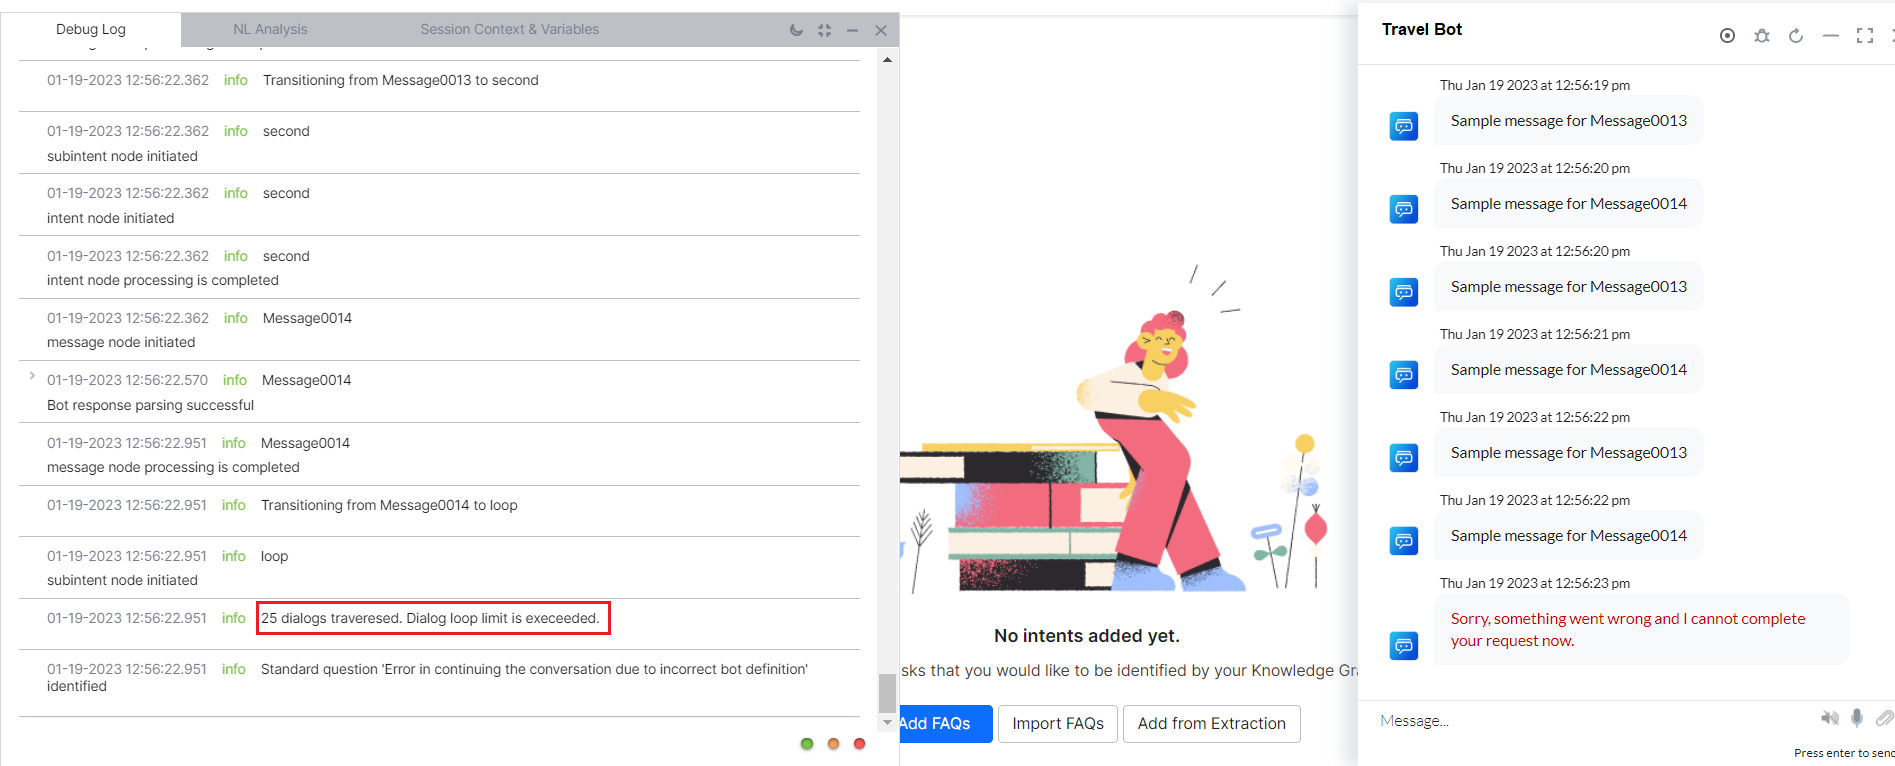 Debug Log
NL Analysis
Session Context & Variables
01-19-2023 12:56:22.362 info Transitioning from Message0013 to second
01-19-2023 12:56:22.362 info second
subintent node initiated
01-19-2023 12:56:22.362 info second
intent node initiated
01-19-2023 12:56:22.362 info second
intent node processing is completed
01-19-2023 12:56:22.362 info Message0014
message node initiated
01-19-2023 12:56:22.570 info Message0014
Bot response parsing successful
01-19-2023 12:56:22.951 info Message0014
message node processing is completed
01-19-2023 12:56:22.951 info Transitioning from Message0014 to loop
01-19-2023 12:56:22.951 info loop
subintent node initiated
01-19-2023 12:56:22.951 info 25 dialogs traveresed. Dialog loop limit is execeeded.
01-19-2023 12:56:22.951 info Standard question 'Error in continuing the conversation due to incorrect bot definition'
identified
No intents added yet.
sks that you would like to be identified by your Knowledge Gra
Add FAQs
Import FAQs
Add from Extraction
Travel Bot
Thu Jan 19 2023 at 12:56:19 pm
Sample message for Message0013
Thu Jan 19 2023 at 12:56:20 pm
Sample message for Message0014
Thu Jan 19 2023 at 12:56:20 pm
Sample message for Message0013
Thu Jan 19 2023 at 12:56:21 pm
Sample message for Message0014
Thu Jan 19 2023 at 12:56:22 pm
Sample message for Message0013
Thu Jan 19 2023 at 12:56:22 pm
Sample message for Message0014
Thu Jan 19 2023 at 12:56:23 pm
Sorry, something went wrong and I cannot complete
your request now.
Message...
Press enter to send